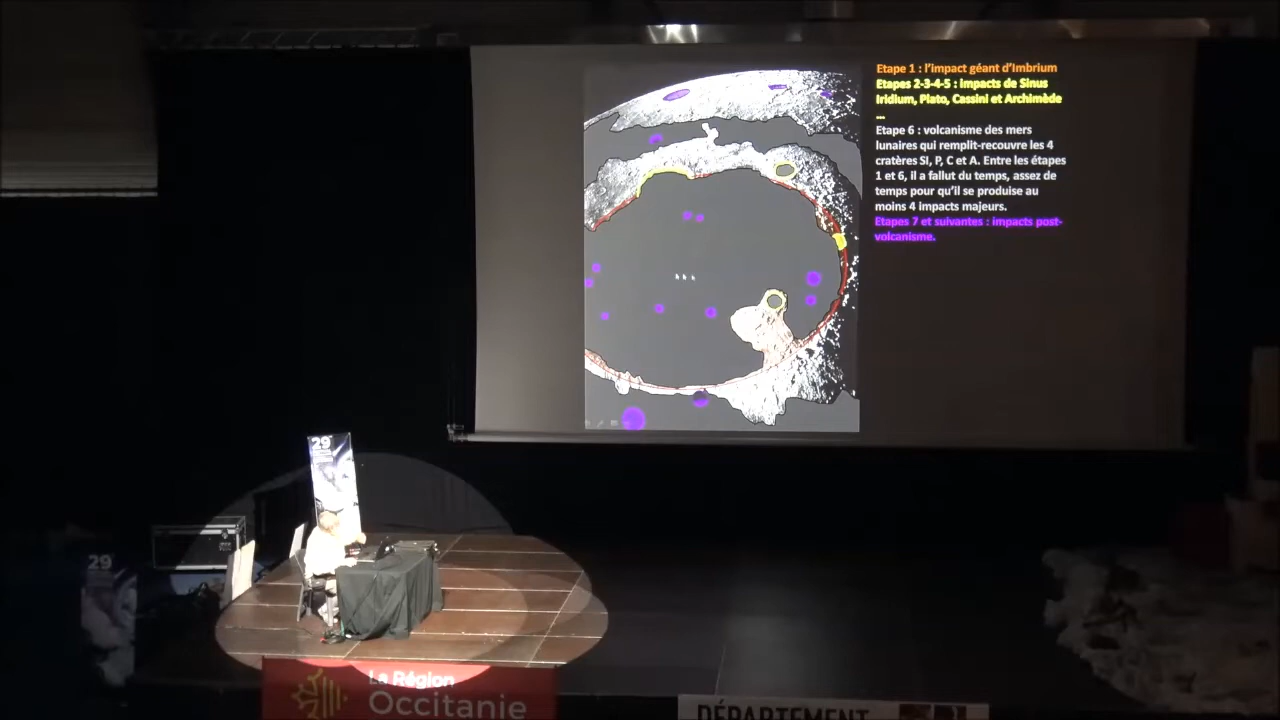 Etape 1 : l'impact géant d'Imbrium
Etapes 2-3-4-5 : impacts de Sinus
Iridium, Plato, Cassini et Archimède
...
Etape 6 : volcanisme des mers
lunaires qui remplit-recouvre les 4
cratères SI, P, C et A. Entre les étapes
1 et 6, il a fallut du temps, assez de
temps pour qu'il se produise au
moins 4 impacts majeurs.
Etapes 7 et suivantes : impacts post-
volcanisme.
29
29
La Région
Occitanie
DÉPARTEMENT